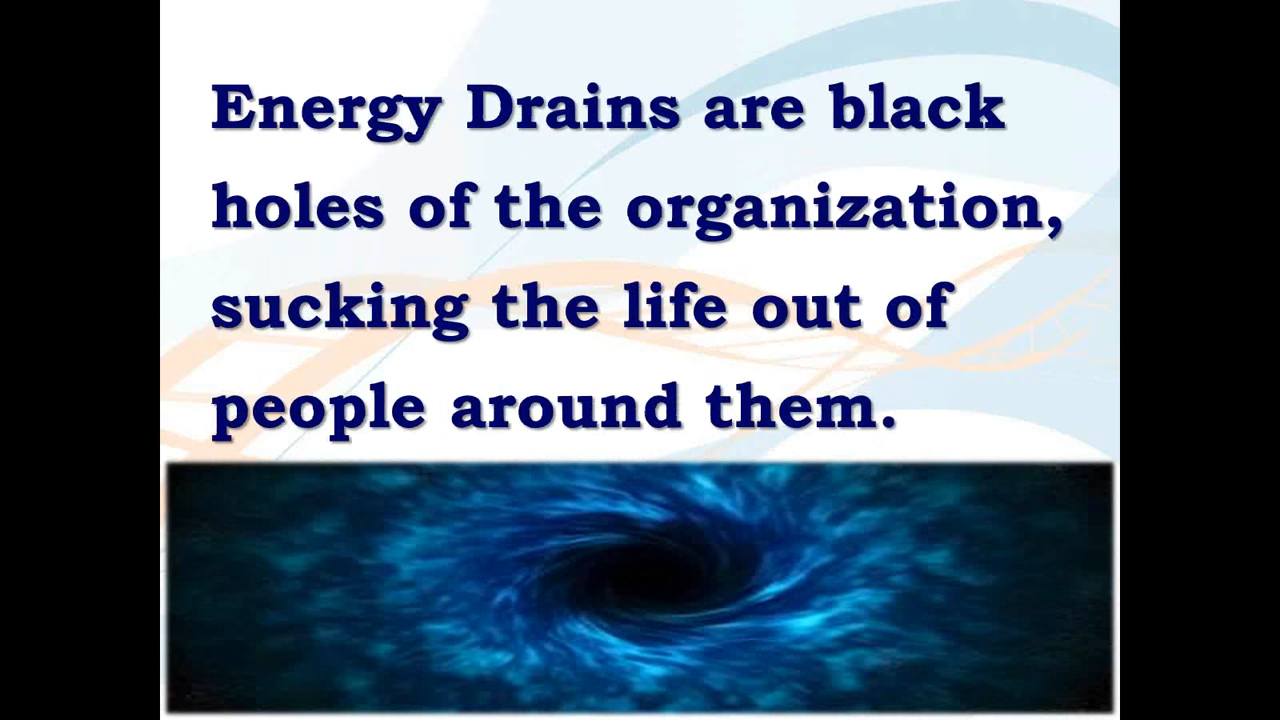 Energy Drains are black
holes of the organization,
sucking the life out of
people around them.